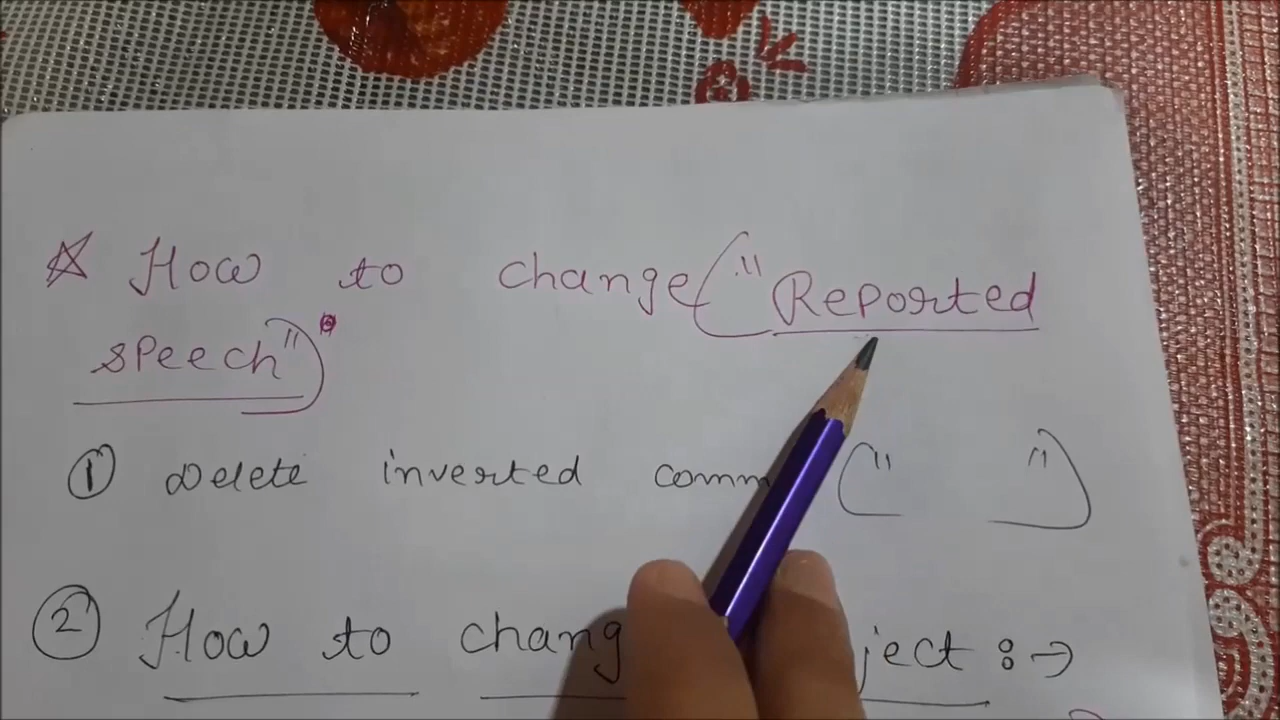 ☆ How to change "Reported
speech"
① Delete inverted comm " "
② How to chang ject :→